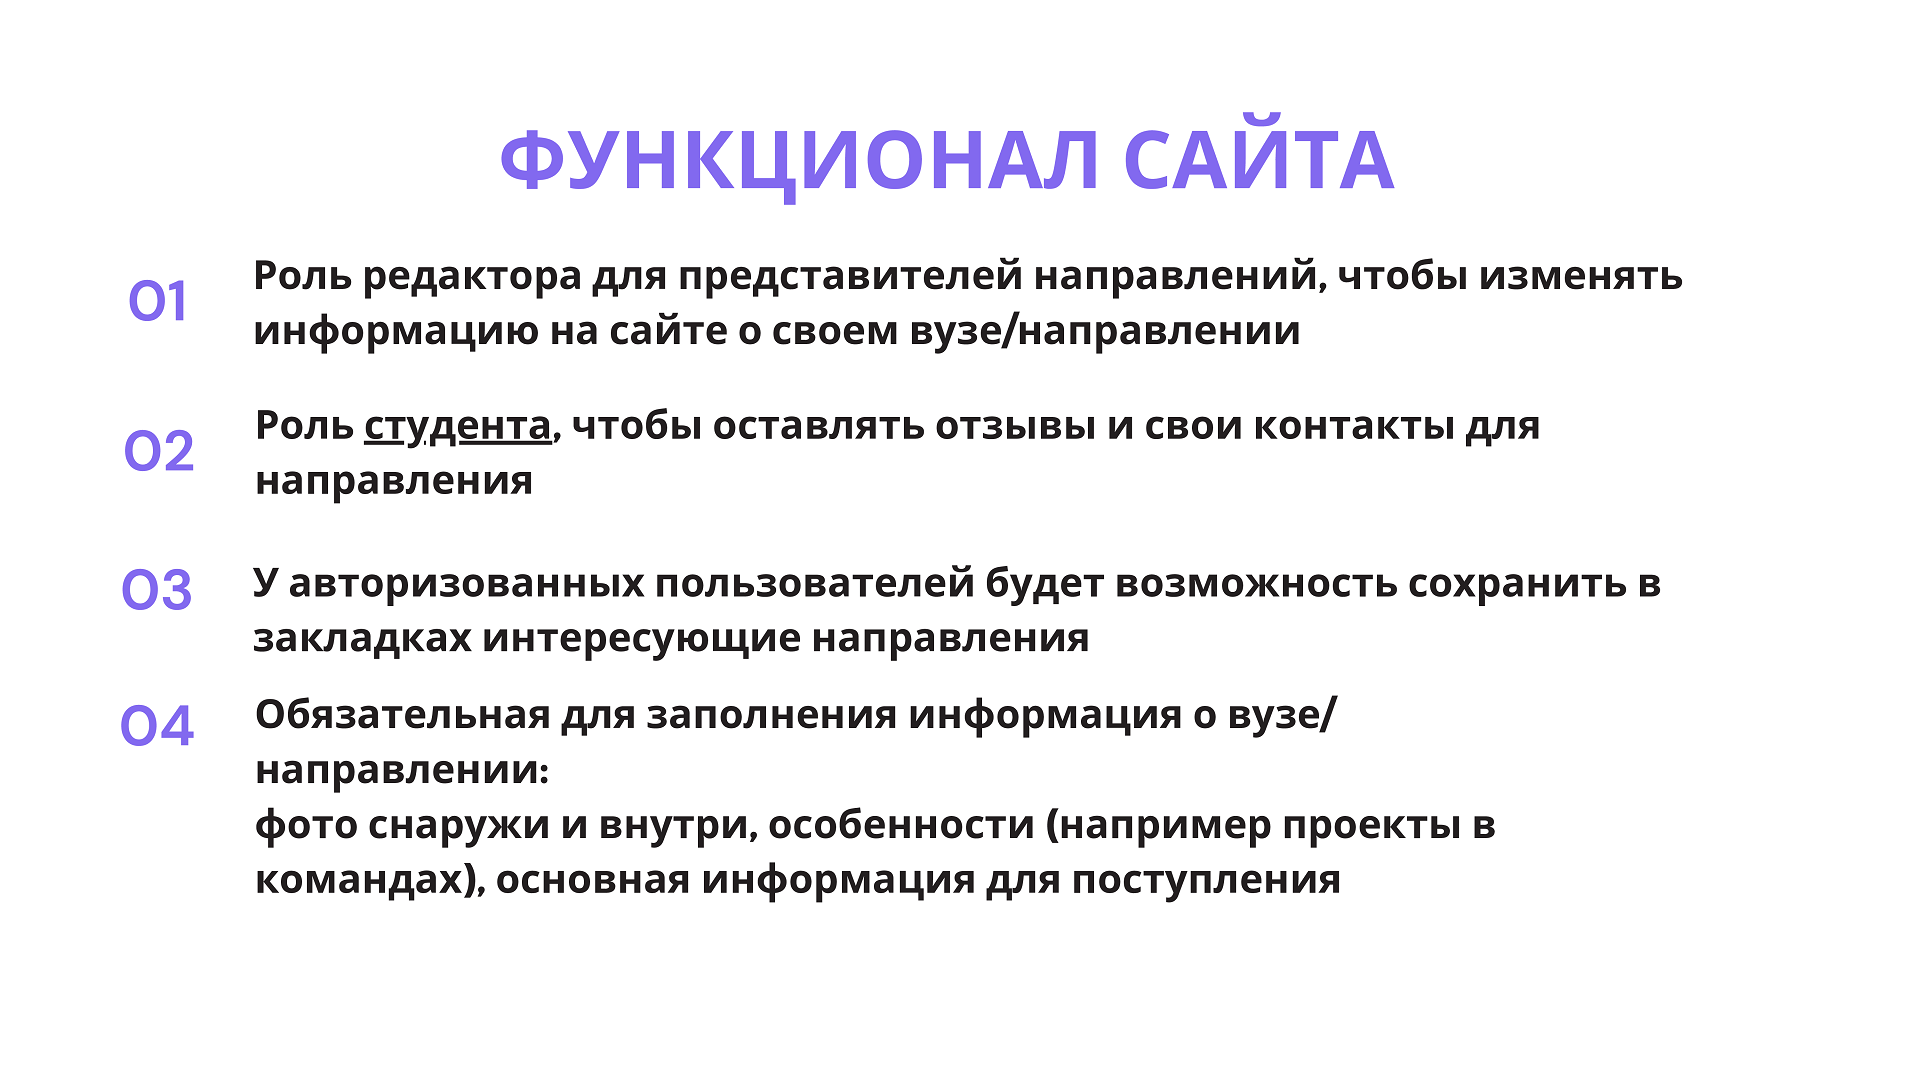 ФУНКЦИОНАЛ САЙТА
01
Роль редактора для представителей направлений, чтобы изменять
информацию на сайте о своем вузе/направлении
02
Роль студента, чтобы оставлять отзывы и свои контакты для
направления
03
У авторизованных пользователей будет возможность сохранить в
закладках интересующие направления
04
Обязательная для заполнения информация о вузе/
направлении:
фото снаружи и внутри, особенности (например проекты в
командах), основная информация для поступления